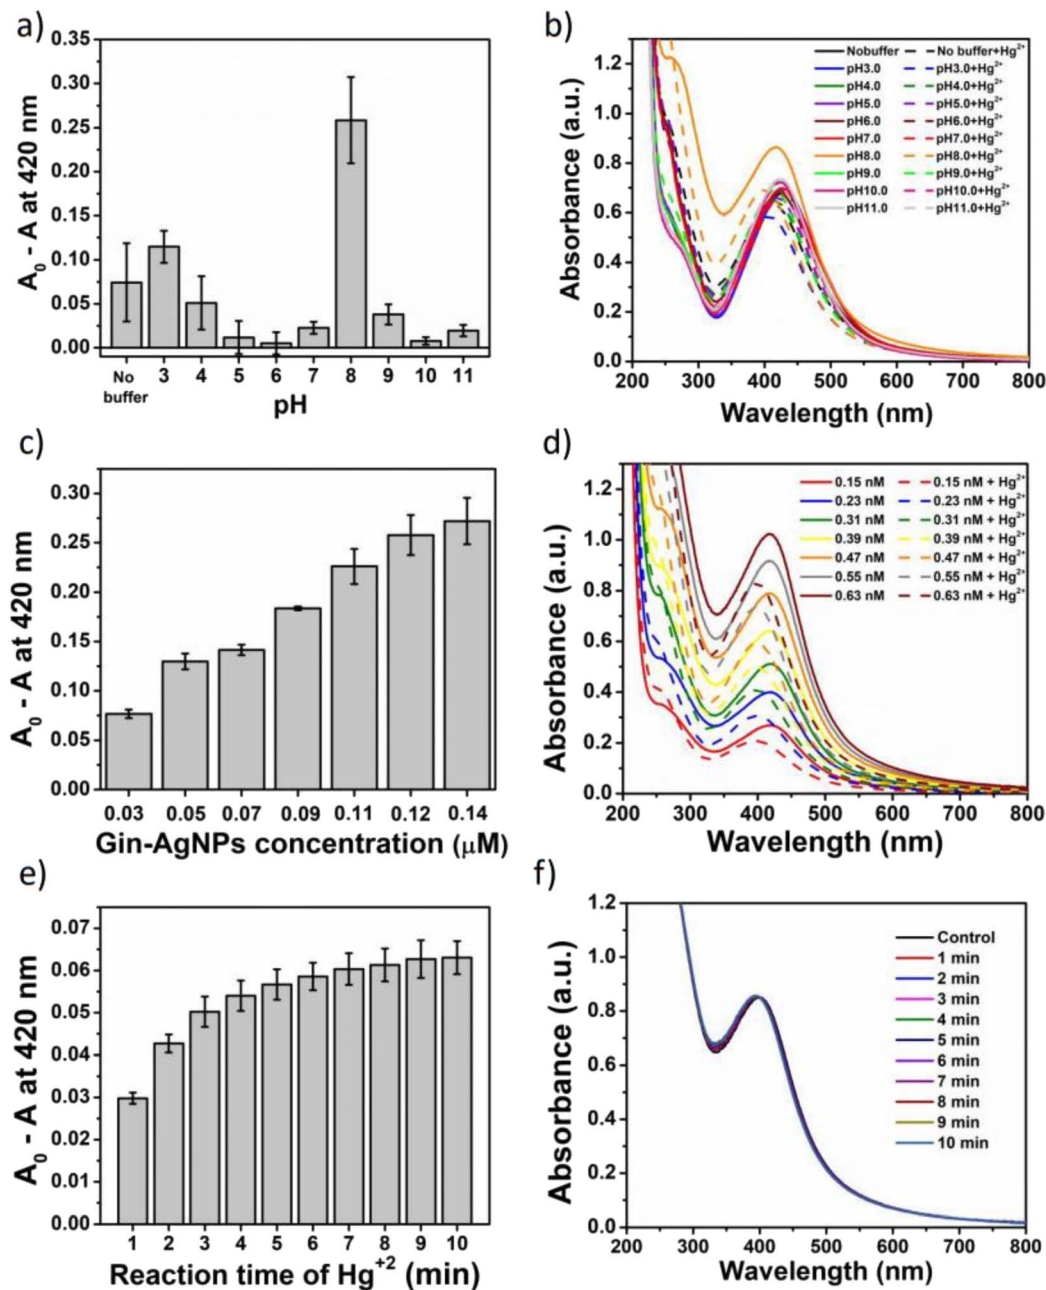 a)
0.35
0.30
0.25
0.20
0.15
0.10
0.05
0.00
A₀ - A at 420 nm
No buffer 3 4 5 6 7 8 9 10 11
pH
b)
1.2
1.0
0.8
0.6
0.4
0.2
0.0
Absorbance (a.u.)
Nobuffer No buffer+Hg²⁺
pH3.0 pH3.0+Hg²⁺
pH4.0 pH4.0+Hg²⁺
pH5.0 pH5.0+Hg²⁺
pH6.0 pH6.0+Hg²⁺
pH7.0 pH7.0+Hg²⁺
pH8.0 pH8.0+Hg²⁺
pH9.0 pH9.0+Hg²⁺
pH10.0 pH10.0+Hg²⁺
pH11.0 pH11.0+Hg²⁺
200 300 400 500 600 700 800
Wavelength (nm)
c)
0.30
0.25
0.20
0.15
0.10
0.05
0.00
A₀ - A at 420 nm
0.03 0.05 0.07 0.09 0.11 0.12 0.14
Gin-AgNPs concentration (μM)
d)
1.2
1.0
0.8
0.6
0.4
0.2
0.0
Absorbance (a.u.)
0.15 nM 0.15 nM + Hg²⁺
0.23 nM 0.23 nM + Hg²⁺
0.31 nM 0.31 nM + Hg²⁺
0.39 nM 0.39 nM + Hg²⁺
0.47 nM 0.47 nM + Hg²⁺
0.55 nM 0.55 nM + Hg²⁺
0.63 nM 0.63 nM + Hg²⁺
200 300 400 500 600 700 800
Wavelength (nm)
e)
0.07
0.06
0.05
0.04
0.03
0.02
0.01
0.00
A₀ - A at 420 nm
1 2 3 4 5 6 7 8 9 10
Reaction time of Hg⁺² (min)
f)
1.2
1.0
0.8
0.6
0.4
0.2
0.0
Absorbance (a.u.)
Control
1 min
2 min
3 min
4 min
5 min
6 min
7 min
8 min
9 min
10 min
200 300 400 500 600 700 800
Wavelength (nm)